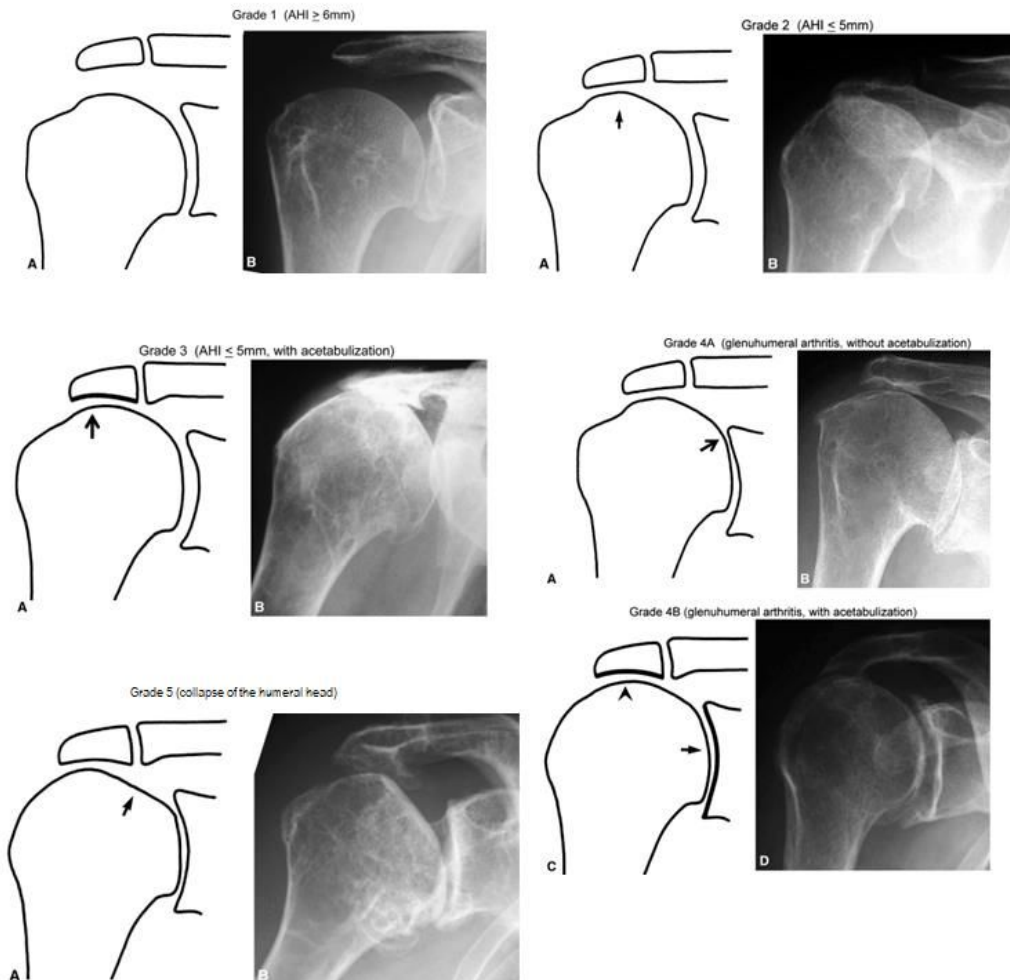 Grade 1 (AHI ≥ 6mm)
A
B
Grade 2 (AHI ≤ 5mm)
A
B
Grade 3 (AHI ≤ 5mm, with acetabulization)
A
B
Grade 4A (glenuhumeral arthritis, without acetabulization)
A
B
Grade 4B (glenuhumeral arthritis, with acetabulization)
C
D
Grade 5 (collapse of the humeral head)
A
B